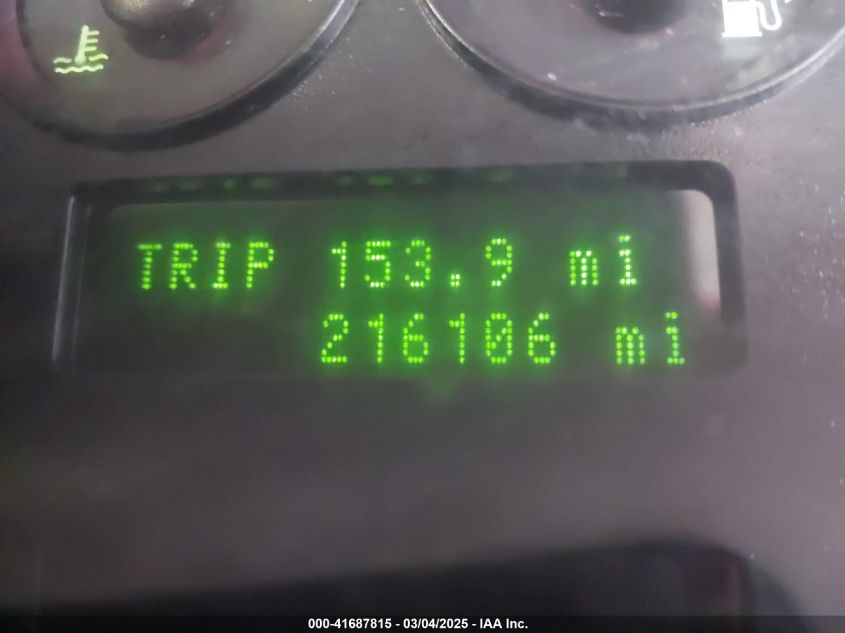 TRIP 153.9 mi
216106 mi
000-41687815 - 03/04/2025 - IAA Inc.